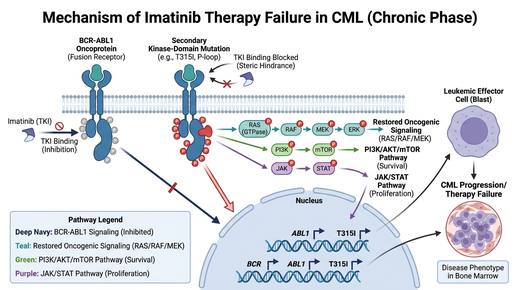 Mechanism of Imatinib Therapy Failure in CML (Chronic Phase)
BCR-ABL1
Oncoprotein
(Fusion Receptor)
Secondary
Kinase-Domain Mutation
(e.g., T315I, P-loop)
TKI Binding Blocked
(Steric Hindrance)
Imatinib (TKI)
TKI Binding
(Inhibition)
RAS
(GTPase)
P
RAF
P
MEK
P
ERK
P
Restored Oncogenic
Signaling
(RAS/RAF/MEK)
PI3K
P
mTOR
P
PI3K/AKT/mTOR
Pathway
(Survival)
JAK
P
STAT
P
JAK/STAT
Pathway
(Proliferation)
Leukemic Effector
Cell (Blast)
CML Progression/
Therapy Failure
Disease Phenotype
in Bone Marrow
Nucleus
ABL1
T315I
BCR
ABL1
T315I
Pathway Legend
Deep Navy: BCR-ABL1 Signaling (Inhibited)
Teal: Restored Oncogenic Signaling (RAS/RAF/MEK)
Green: PI3K/AKT/mTOR Pathway (Survival)
Purple: JAK/STAT Pathway (Proliferation)